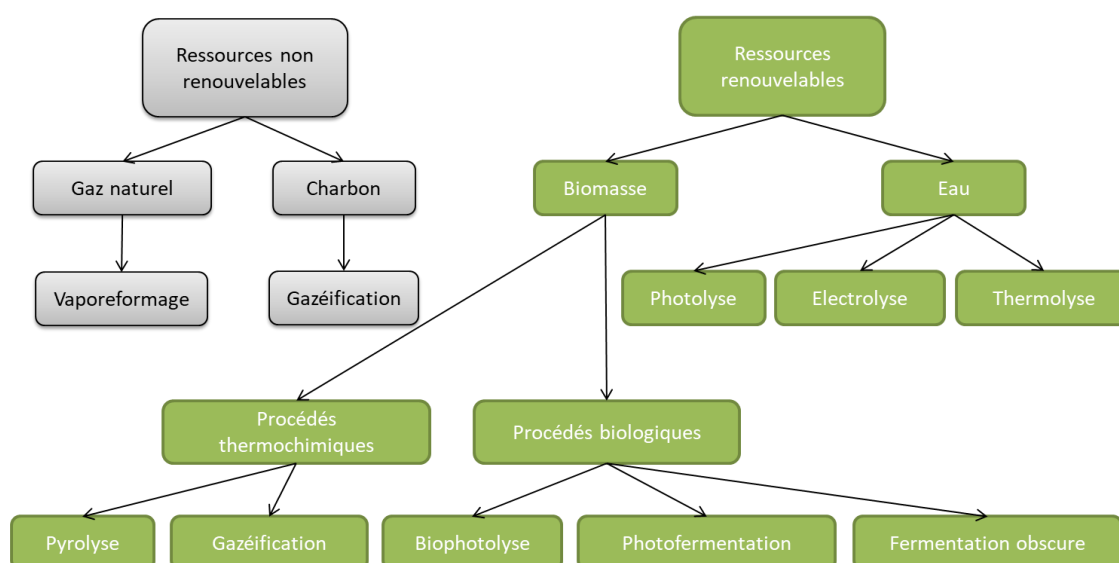 Ressources non
renouvelables
Ressources
renouvelables
Gaz naturel
Charbon
Biomasse
Eau
Vaporeformage
Gazéification
Photolyse
Electrolyse
Thermolyse
Procédés
thermochimiques
Procédés biologiques
Pyrolyse
Gazéification
Biophotolyse
Photofermentation
Fermentation obscure